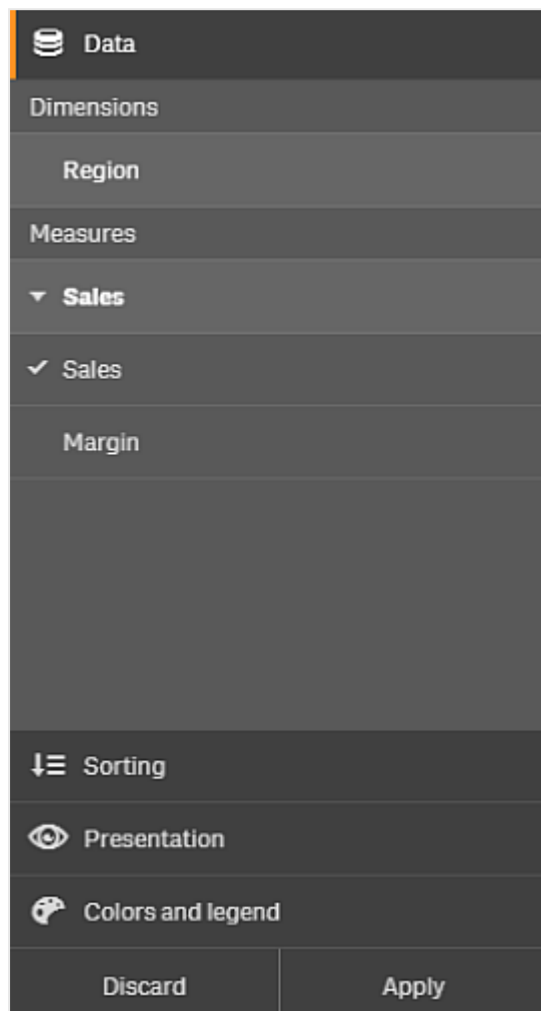 Data
Dimensions
Region
Measures
Sales
Sales
Margin
Sorting
Presentation
Colors and legend
Discard Apply